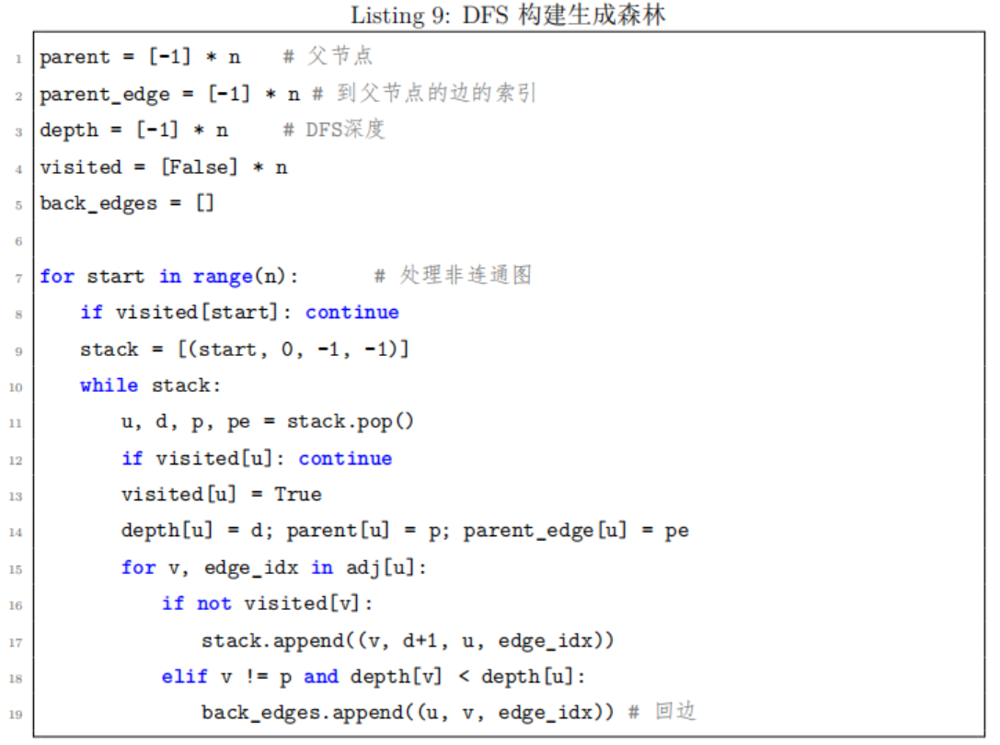 Listing 9: DFS 构建生成森林
1 parent = [-1] * n # 父节点
2 parent_edge = [-1] * n # 到父节点的边的索引
3 depth = [-1] * n # DFS深度
4 visited = [False] * n
5 back_edges = []
6
7 for start in range(n): # 处理非连通图
8 if visited[start]: continue
9 stack = [(start, 0, -1, -1)]
10 while stack:
11 u, d, p, pe = stack.pop()
12 if visited[u]: continue
13 visited[u] = True
14 depth[u] = d; parent[u] = p; parent_edge[u] = pe
15 for v, edge_idx in adj[u]:
16 if not visited[v]:
17 stack.append((v, d+1, u, edge_idx))
18 elif v != p and depth[v] < depth[u]:
19 back_edges.append((u, v, edge_idx)) # 回边